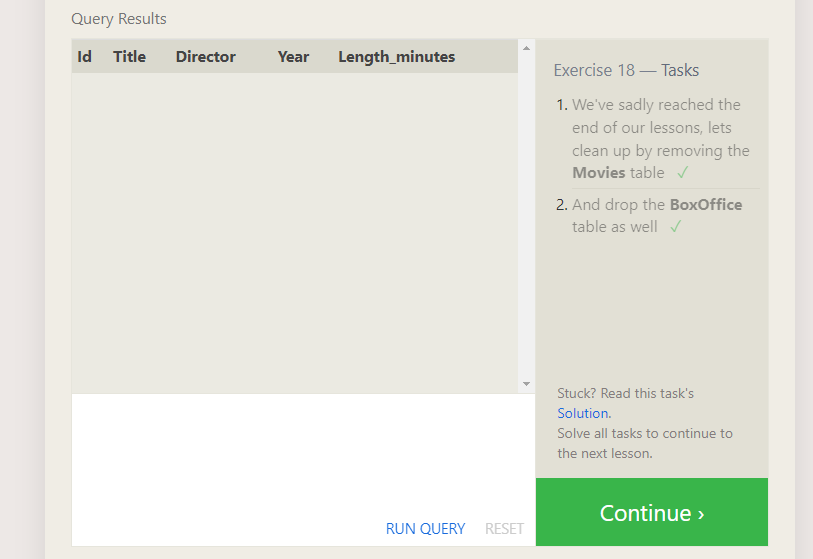 Query Results
Id Title Director Year Length_minutes
Exercise 18 — Tasks
1. We've sadly reached the
end of our lessons, lets
clean up by removing the
Movies table ✓
2. And drop the BoxOffice
table as well ✓
Stuck? Read this task's
Solution.
Solve all tasks to continue to
the next lesson.
RUN QUERY RESET
Continue ›